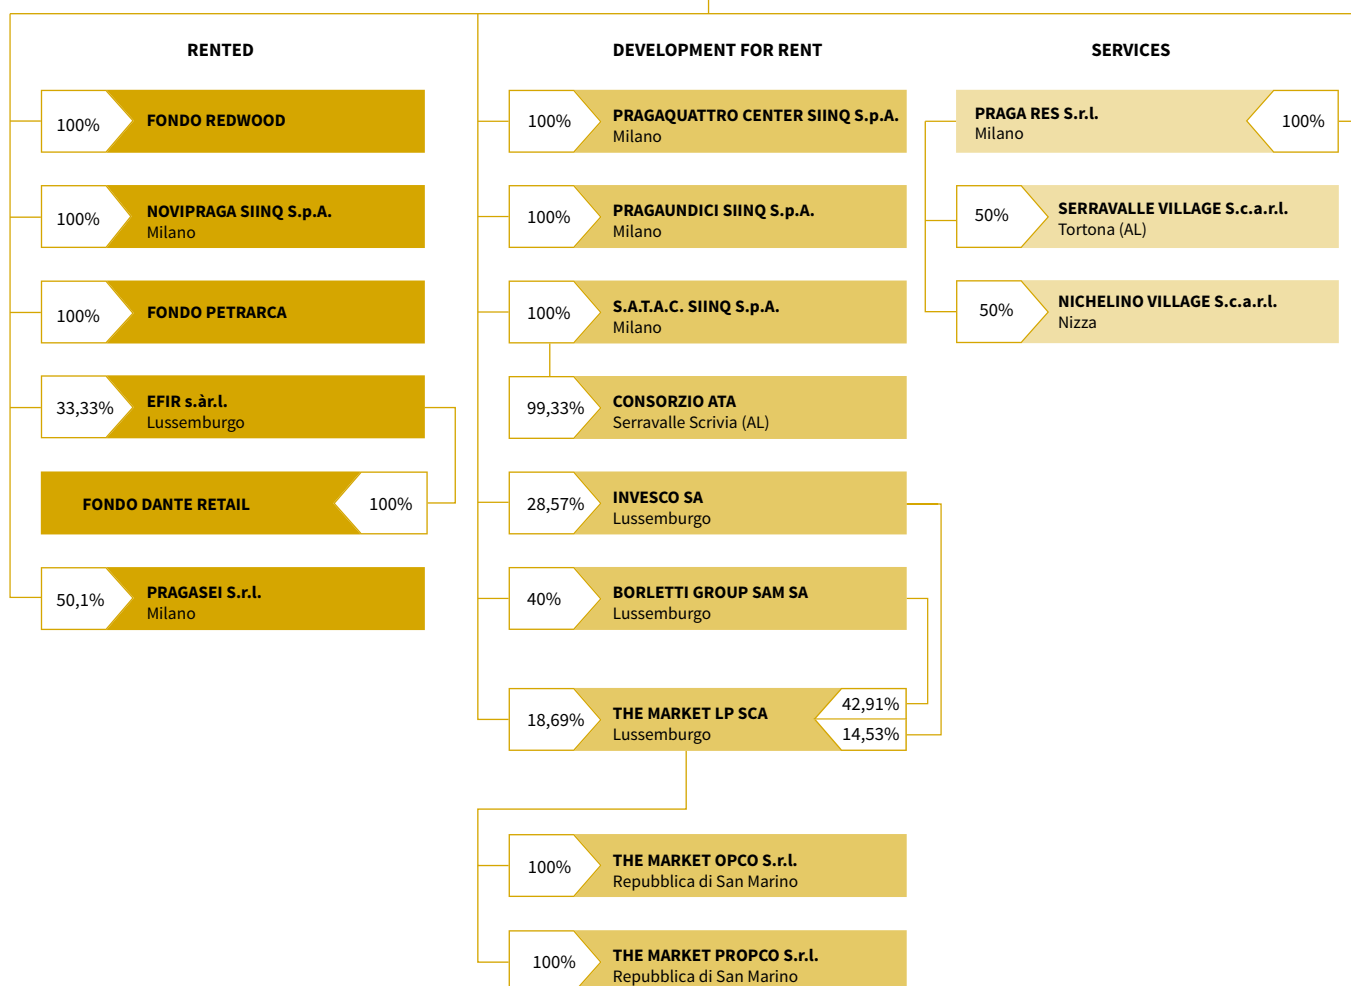 RENTED
100%
FONDO REDWOOD
100%
NOVIPRAGA SIINQ S.p.A.
Milano
100%
FONDO PETRARCA
33,33%
EFIR s.àr.l.
Lussemburgo
FONDO DANTE RETAIL
100%
50,1%
PRAGASEI S.r.l.
Milano
DEVELOPMENT FOR RENT
100%
PRAGAQUATTRO CENTER SIINQ S.p.A.
Milano
100%
PRAGAUNDICI SIINQ S.p.A.
Milano
100%
S.A.T.A.C. SIINQ S.p.A.
Milano
99,33%
CONSORZIO ATA
Serravalle Scrivia (AL)
28,57%
INVESCO SA
Lussemburgo
40%
BORLETTI GROUP SAM SA
Lussemburgo
18,69%
THE MARKET LP SCA
Lussemburgo
42,91%
14,53%
100%
THE MARKET OPCO S.r.l.
Repubblica di San Marino
100%
THE MARKET PROPCO S.r.l.
Repubblica di San Marino
SERVICES
PRAGA RES S.r.l.
Milano
100%
50%
SERRAVALLE VILLAGE S.c.a.r.l.
Tortona (AL)
50%
NICHELINO VILLAGE S.c.a.r.l.
Nizza